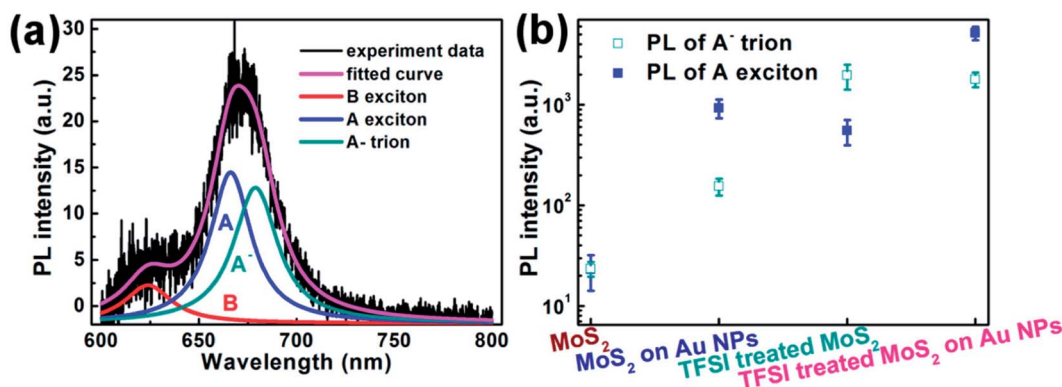 (a)
PL intensity (a.u.)
30
25
20
15
10
5
0
experiment data
fitted curve
B exciton
A exciton
A- trion
A
A⁻
B
600 650 700 750 800
Wavelength (nm)
(b)
PL intensity (a.u.)
10³
10²
10¹
PL of A⁻ trion
PL of A exciton
MoS₂
MoS₂ on Au NPs
TFSI treated MoS₂
TFSI treated MoS₂ on Au NPs